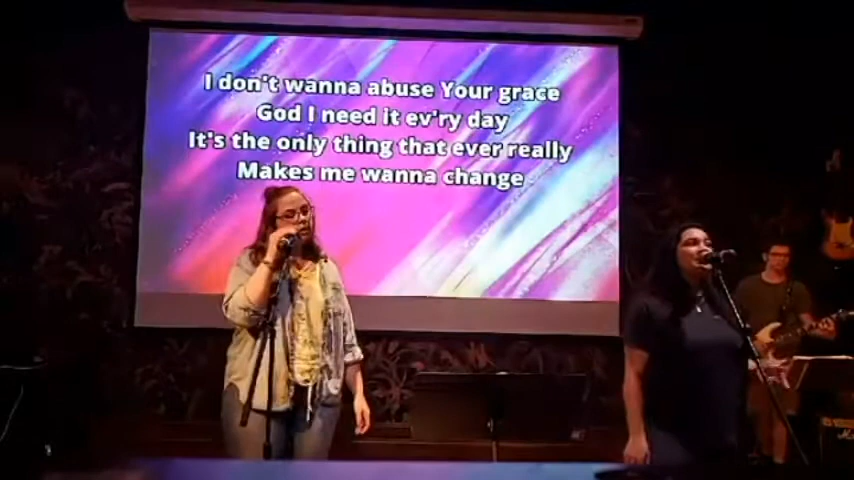 I don't wanna abuse Your grace
God I need it ev'ry day
It's the only thing that ever really
Makes me wanna change